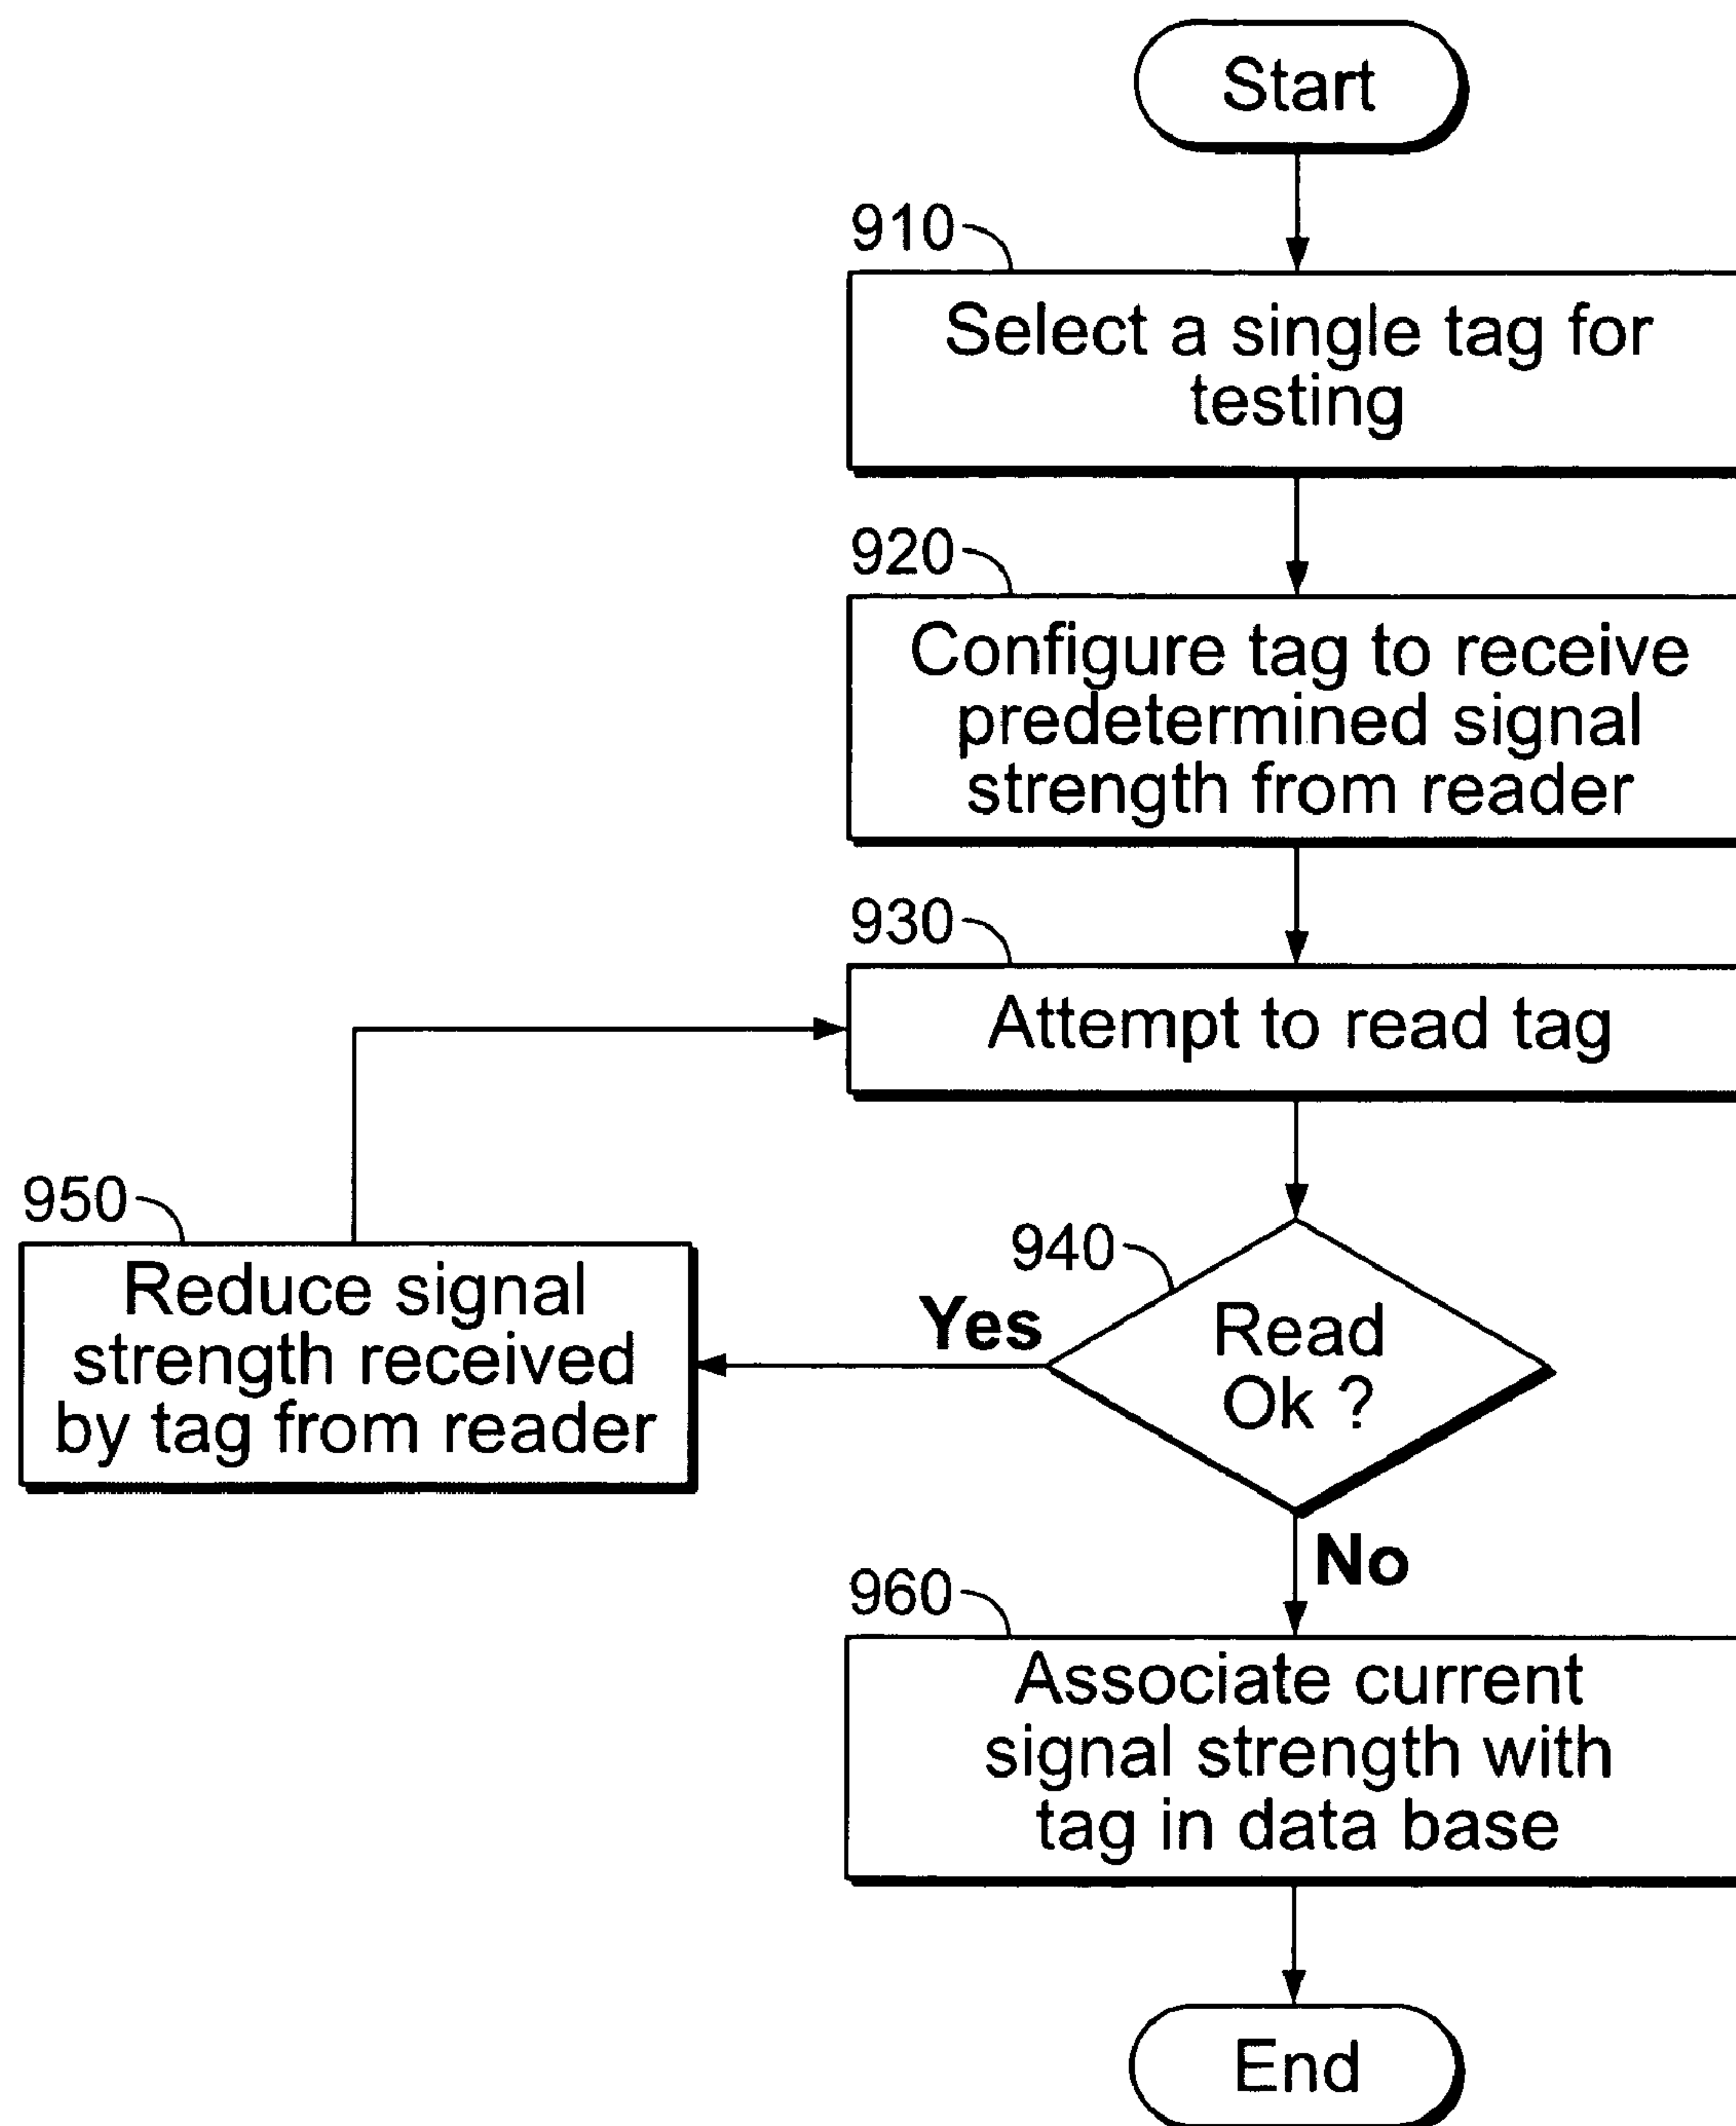 Start
910
Select a single tag for
testing
920
Configure tag to receive
predetermined signal
strength from reader
930
Attempt to read tag
950
Reduce signal
strength received
by tag from reader
940
Yes
Read
Ok ?
No
960
Associate current
signal strength with
tag in data base
End